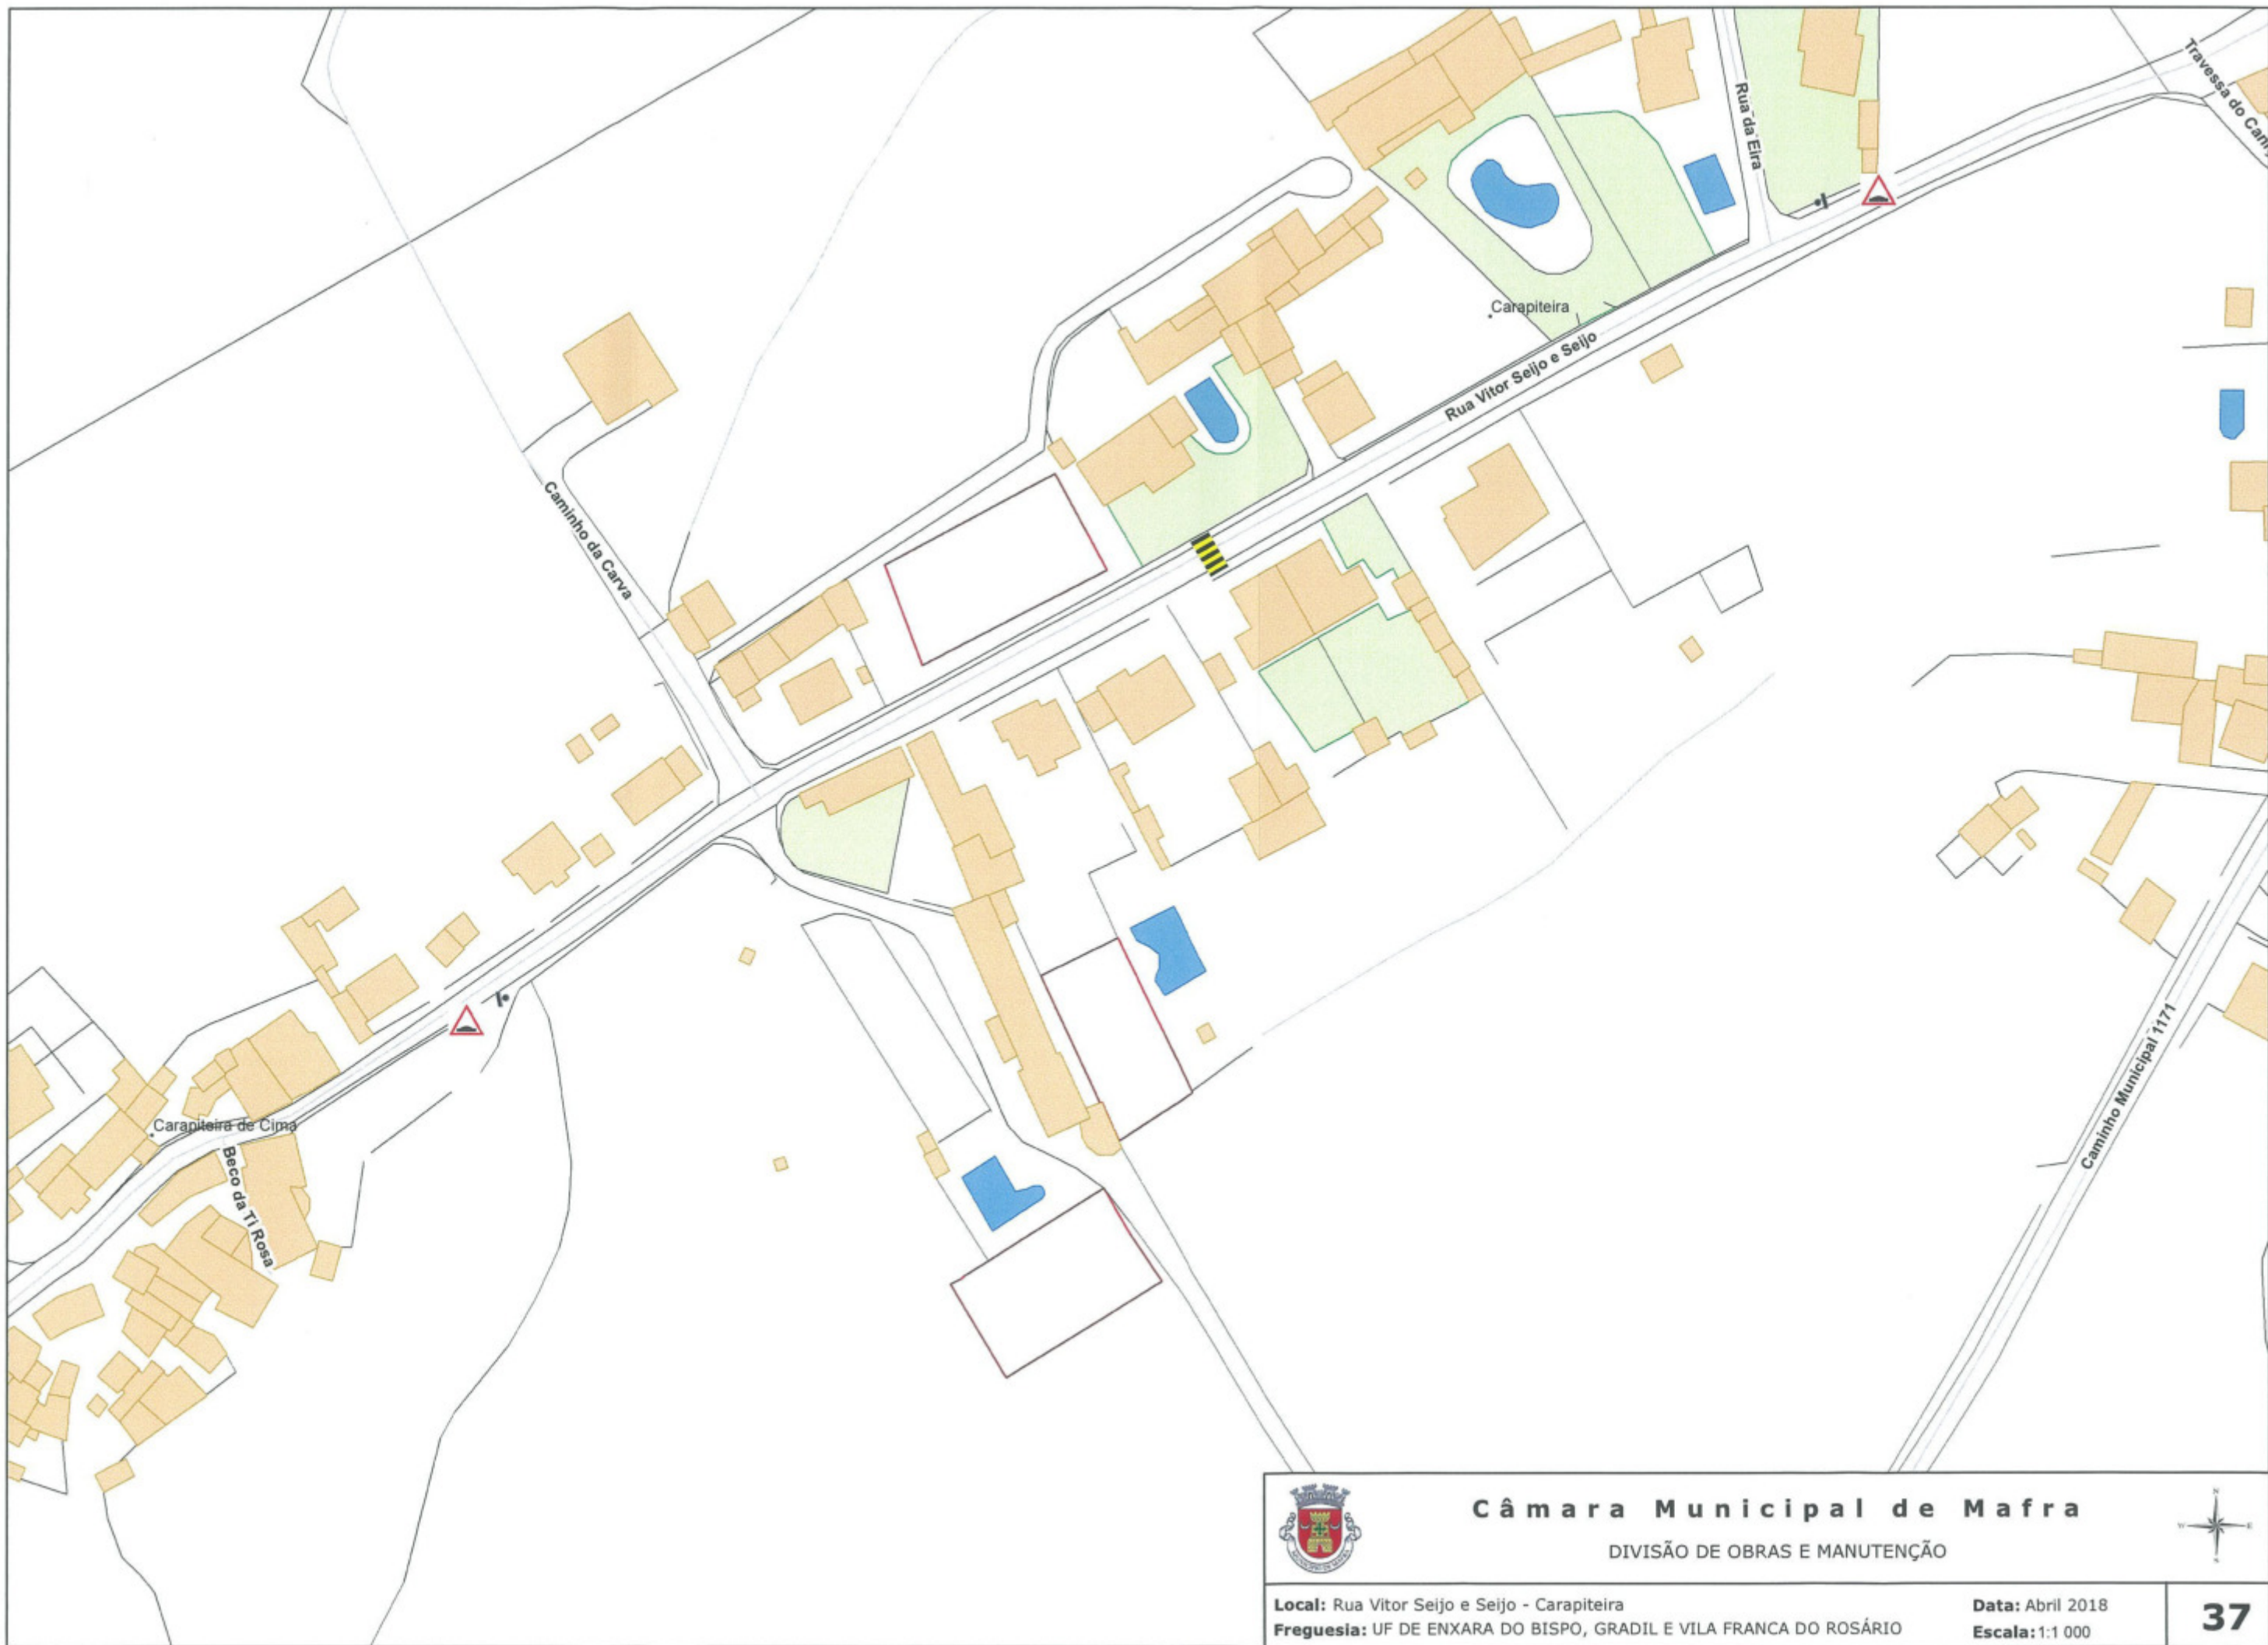 Travessa do
Rua da Eira
Carapiteira
Rua Vitor Seijo e Seijo
Caminho da Carva
Caminho Municipal 1171
Carapiteira de Cima
Beco da Ti Rosa
Câmara Municipal de Mafra
DIVISÃO DE OBRAS E MANUTENÇÃO
N
W E
S
Local: Rua Vitor Seijo e Seijo - Carapiteira
Data: Abril 2018
Freguesia: UF DE ENXARA DO BISPO, GRADIL E VILA FRANCA DO ROSÁRIO
Escala: 1:1 000
37